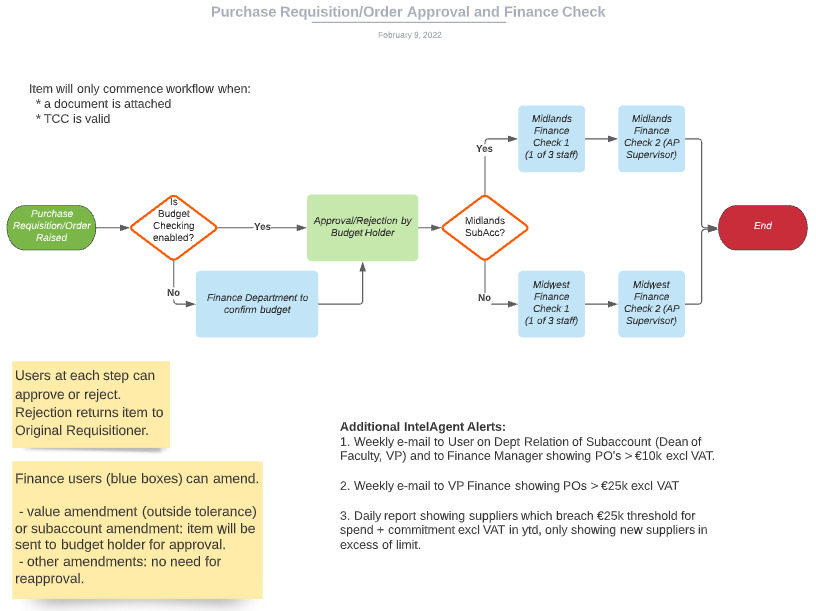 Purchase Requisition/Order Approval and Finance Check
February 9, 2022
Item will only commence workflow when:
* a document is attached
* TCC is valid
Purchase
Requisition/Order
Raised
Is
Budget
Checking
enabled?
Yes
No
Finance Department to
confirm budget
Approval/Rejection by
Budget Holder
Midlands
SubAcc?
Yes
Midlands
Finance
Check 1
(1 of 3 staff)
Midlands
Finance
Check 2 (AP
Supervisor)
No
Midwest
Finance
Check 1
(1 of 3 staff)
Midwest
Finance
Check 2 (AP
Supervisor)
End
Users at each step can
approve or reject.
Rejection returns item to
Original Requisitioner.
Finance users (blue boxes) can amend.
- value amendment (outside tolerance)
or subaccount amendment: item will be
sent to budget holder for approval.
- other amendments: no need for
reapproval.
Additional IntelAgent Alerts:
1. Weekly e-mail to User on Dept Relation of Subaccount (Dean of
Faculty, VP) and to Finance Manager showing PO's > €10k excl VAT.
2. Weekly e-mail to VP Finance showing POs > €25k excl VAT
3. Daily report showing suppliers which breach €25k threshold for
spend + commitment excl VAT in ytd, only showing new suppliers in
excess of limit.